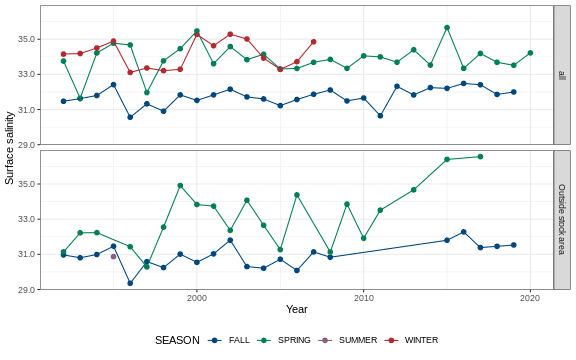 35.0
33.0
31.0
29.0
all
35.0
33.0
31.0
29.0
Outside stock area
Surface salinity
2000
2010
2020
Year
SEASON FALL SPRING SUMMER WINTER